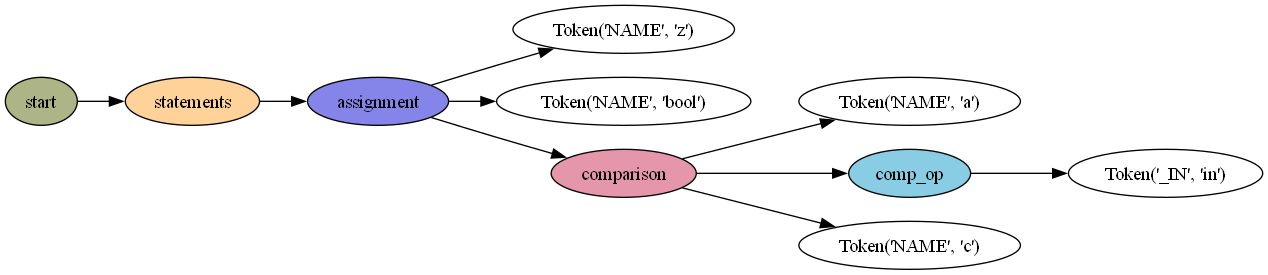 start
statements
assignment
Token('NAME', 'z')
Token('NAME', 'bool')
comparison
Token('NAME', 'a')
comp_op
Token('_IN', 'in')
Token('NAME', 'c')